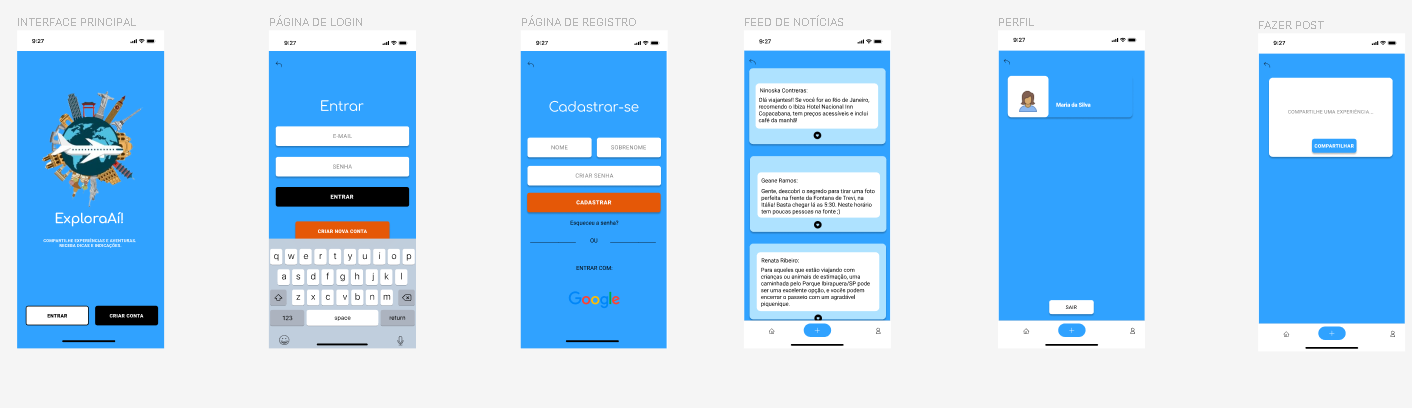 INTERFACE PRINCIPAL
9:27
ExploraAí!
COMPARTILHE EXPERIÊNCIAS E AVENTURAS.
RECEBA DICAS E INDICAÇÕES.
ENTRAR
CRIAR CONTA
PÁGINA DE LOGIN
9:27
Entrar
E-MAIL
SENHA
ENTRAR
CRIAR NOVA CONTA
q w e r t y u i o p
a s d f g h j k l
z x c v b n m
123 space return
PÁGINA DE REGISTRO
9:27
Cadastrar-se
NOME
SOBRENOME
CRIAR SENHA
CADASTRAR
Esqueceu a senha?
OU
ENTRAR COM:
Google
FEED DE NOTÍCIAS
9:27
Ninoska Contreras:
Olá viajantes!! Se você for ao Rio de Janeiro,
recomendo o Ibiza Hotel Nacional Inn
Copacabana, tem preços acessíveis e inclui
café da manhã!
Geane Ramos:
Gente, descobri o segredo para tirar uma foto
perfeita na frente da Fontana de Trevi, na
Itália! Basta chegar lá as 5:30. Neste horário
tem poucas pessoas na fonte ;)
Renata Ribeiro:
Para aqueles que estão viajando com
crianças ou animais de estimação, uma
caminhada pelo Parque Ibirapuera/SP pode
ser uma excelente opção, e vocês podem
encerrar o passeio com um agradável
piquenique.
PERFIL
9:27
Maria da Silva
SAIR
FAZER POST
9:27
COMPARTILHE UMA EXPERIÊNCIA...
COMPARTILHAR